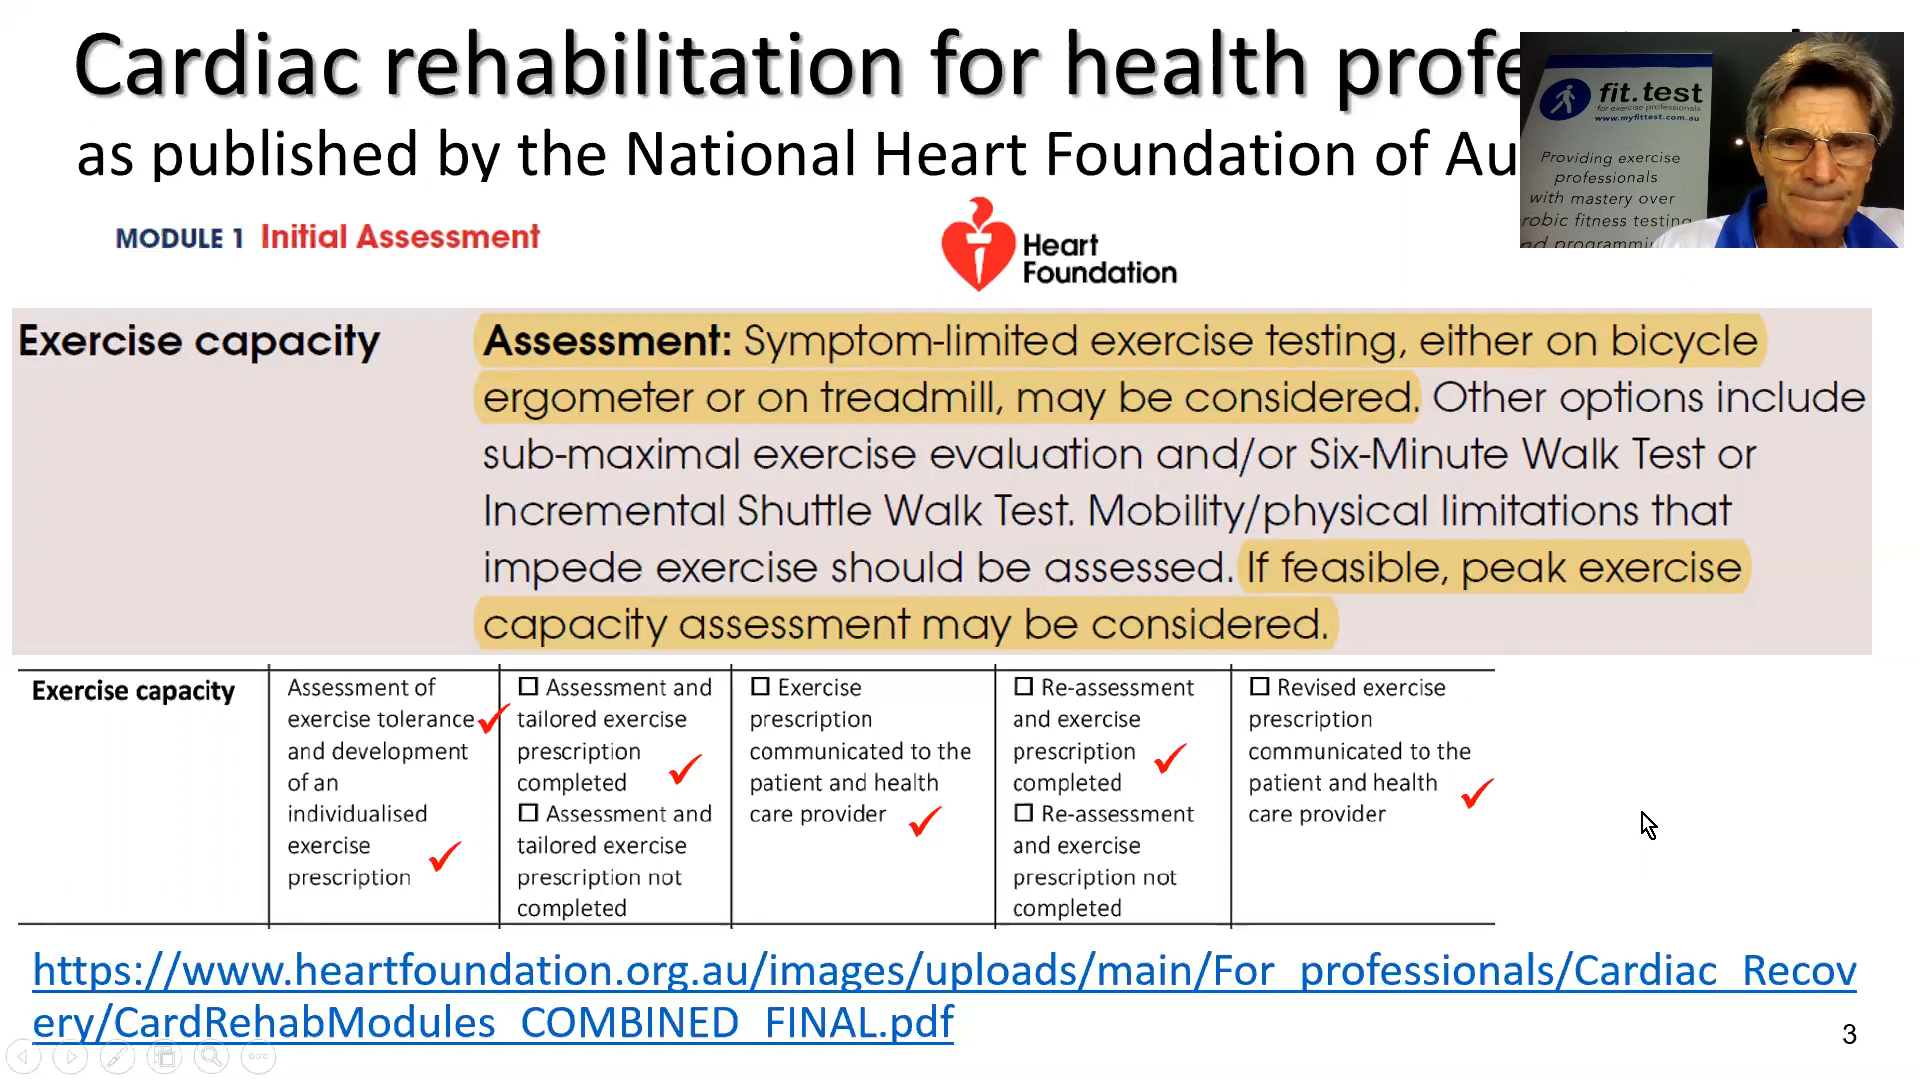 Cardiac rehabilitation for health profe
as published by the National Heart Foundation of Au
fit.test
for exercise professionals
www.myfittest.com.au
Providing exercise
professionals
with mastery over
robic fitness testing
programmi
MODULE 1 Initial Assessment
Heart
Foundation
Exercise capacity
Assessment: Symptom-limited exercise testing, either on bicycle
ergometer or on treadmill, may be considered. Other options include
sub-maximal exercise evaluation and/or Six-Minute Walk Test or
Incremental Shuttle Walk Test. Mobility/physical limitations that
impede exercise should be assessed. If feasible, peak exercise
capacity assessment may be considered.
Exercise capacity
Assessment of
exercise tolerance
and development
of an
individualised
exercise
prescription
☐ Assessment and
tailored exercise
prescription
completed
☐ Assessment and
tailored exercise
prescription not
completed
☐ Exercise
prescription
communicated to the
patient and health
care provider
☐ Re-assessment
and exercise
prescription
completed
☐ Re-assessment
and exercise
prescription not
completed
☐ Revised exercise
prescription
communicated to the
patient and health
care provider
https://www.heartfoundation.org.au/images/uploads/main/For_professionals/Cardiac_Recov
ery/CardRehabModules_COMBINED_FINAL.pdf
3